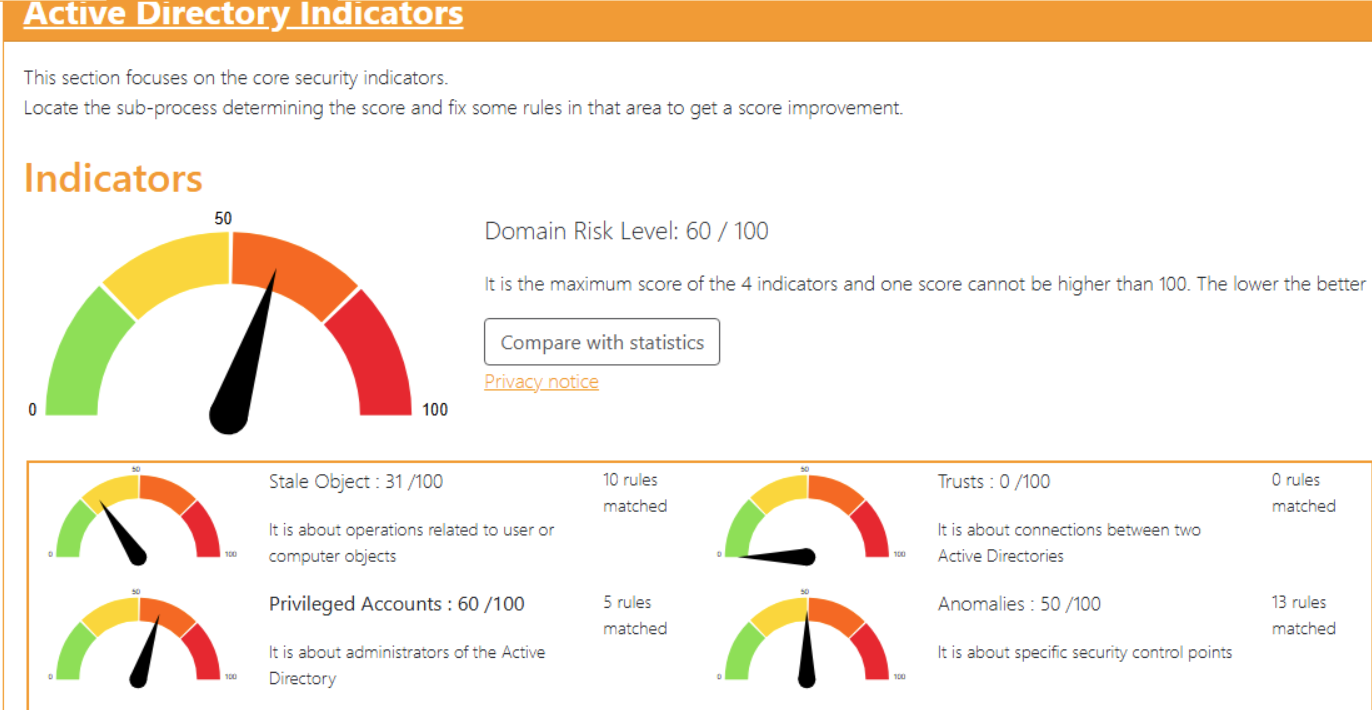 Active Directory Indicators
This section focuses on the core security indicators.
Locate the sub-process determining the score and fix some rules in that area to get a score improvement.
Indicators
50
0
100
Domain Risk Level: 60 / 100
It is the maximum score of the 4 indicators and one score cannot be higher than 100. The lower the better
Compare with statistics
Privacy notice
50
0
100
Stale Object : 31 /100
It is about operations related to user or
computer objects
10 rules
matched
50
0
100
Trusts : 0 /100
It is about connections between two
Active Directories
0 rules
matched
50
0
100
Privileged Accounts : 60 /100
It is about administrators of the Active
Directory
5 rules
matched
50
0
100
Anomalies : 50 /100
It is about specific security control points
13 rules
matched